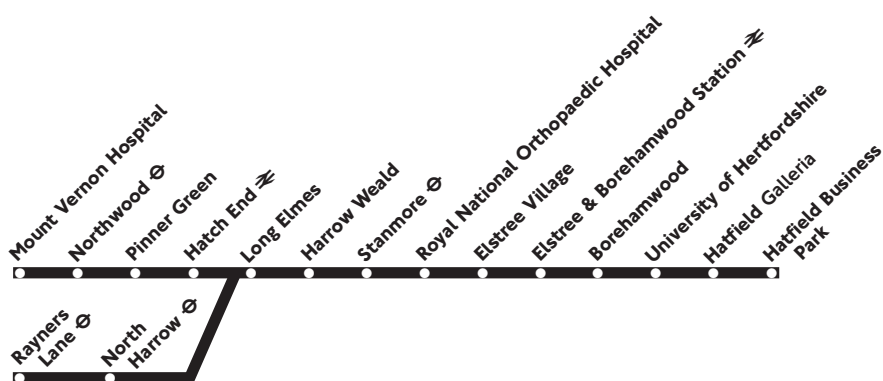 Mount Vernon Hospital
Northwood
Pinner Green
Hatch End
Long Elmes
Harrow Weald
Stanmore
Royal National Orthopaedic Hospital
Elstree Village
Elstree & Borehamwood Station
Borehamwood
University of Hertfordshire
Hatfield Galleria
Hatfield Business
Park
Rayners
Lane
North
Harrow